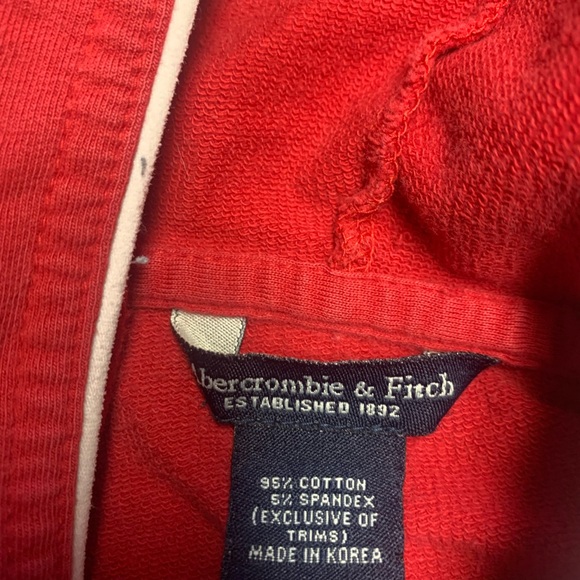 Abercrombie & Fitch
ESTABLISHED 1892
95% COTTON
5% SPANDEX
(EXCLUSIVE OF
TRIMS)
MADE IN KOREA